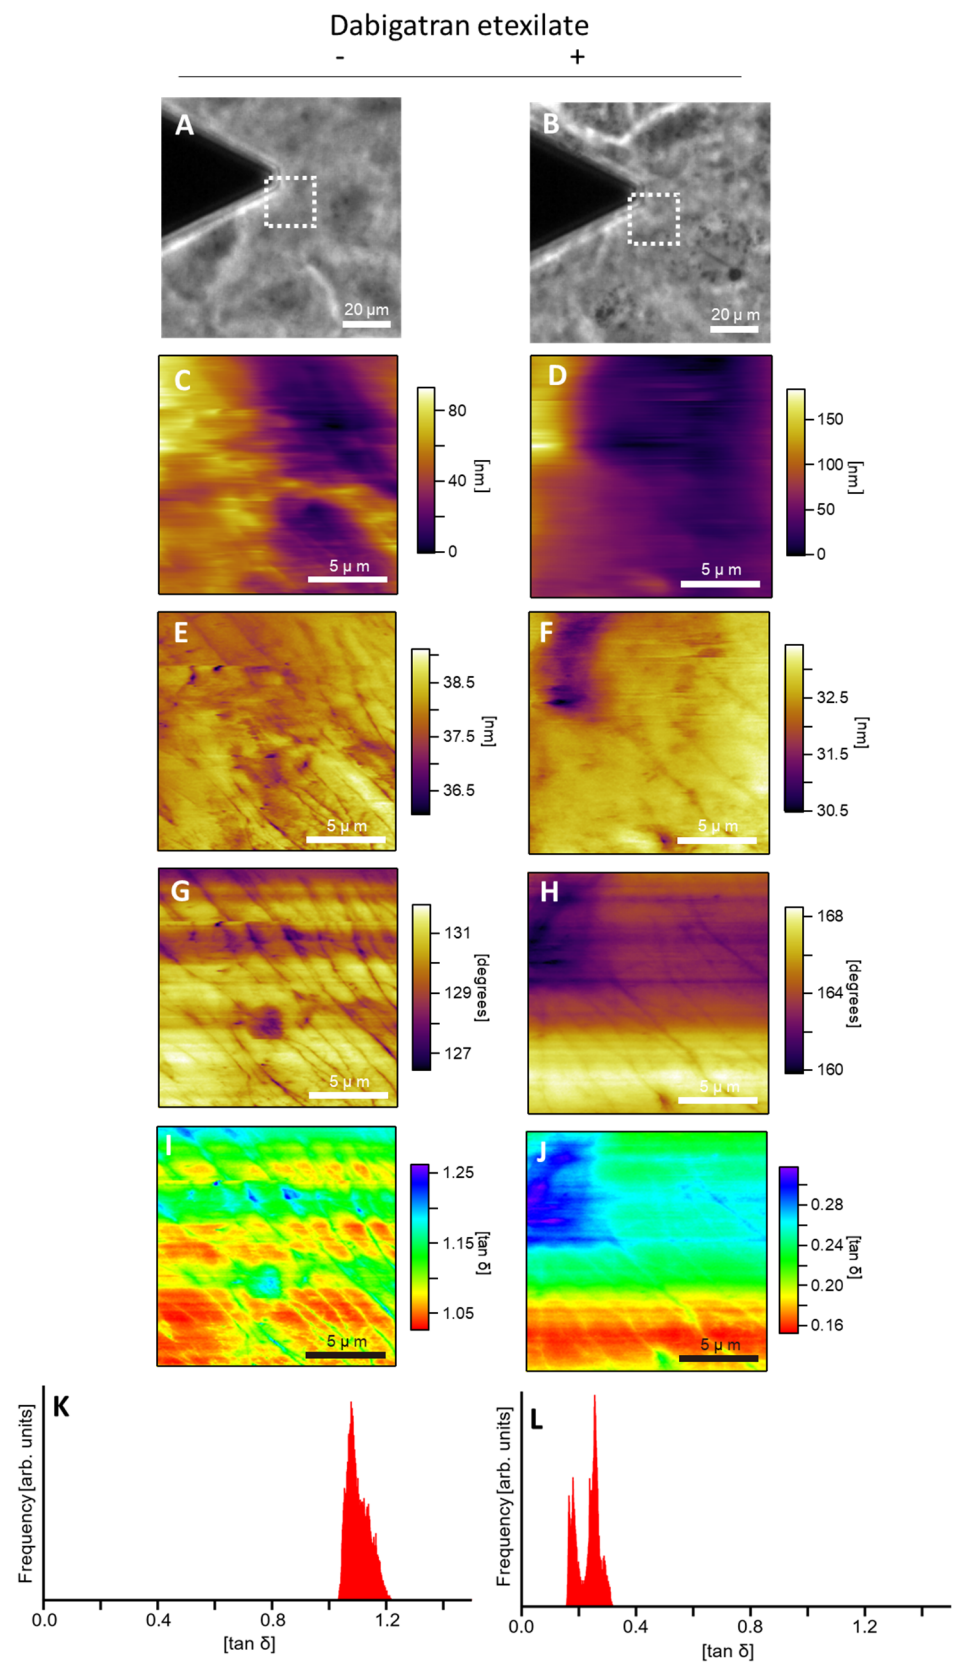 Dabigatran etexilate
- +
A
20 µm
B
20 µ m
C
5 µ m
80
40
0
[nm]
D
5 µ m
150
100
50
0
[nm]
E
5 µ m
38.5
37.5
36.5
[nm]
F
5 µ m
32.5
31.5
30.5
[nm]
G
5 µ m
131
129
127
[degrees]
H
5 µ m
168
164
160
[degrees]
I
5 µ m
1.25
1.15
1.05
[tan δ]
J
5 µ m
0.28
0.24
0.20
0.16
[tan δ]
K
Frequency [arb. units]
0.0 0.4 0.8 1.2
[tan δ]
L
Frequency [arb. units]
0.0 0.4 0.8 1.2
[tan δ]